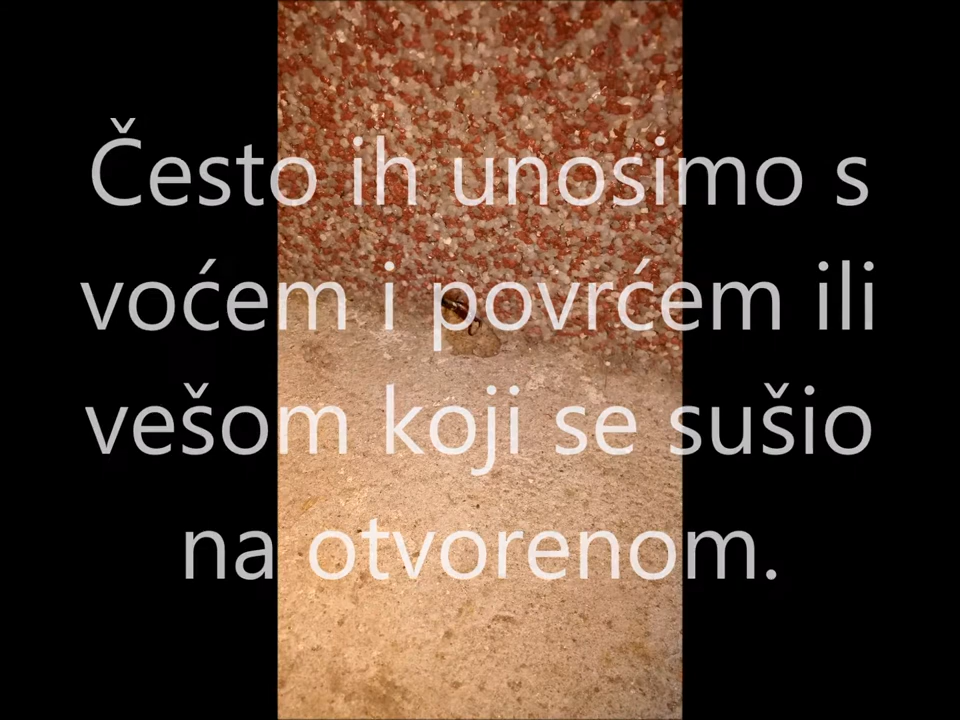 Često ih unosimo s
voćem i povrćem ili
vešom koji se sušio
na otvorenom.